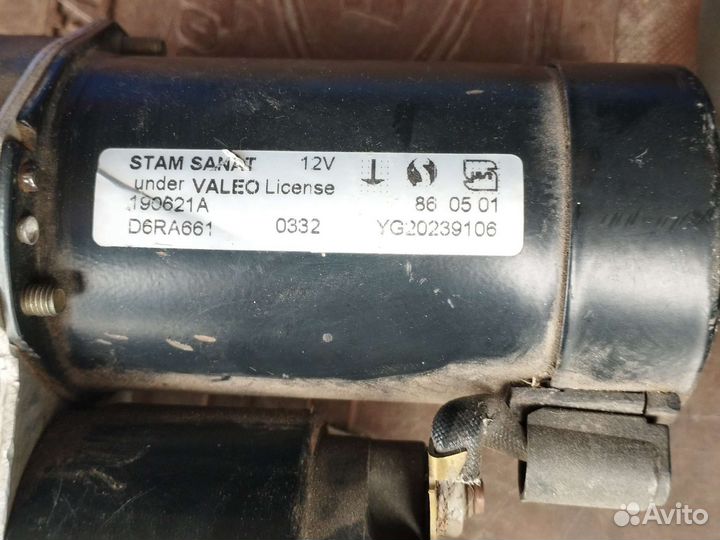 STAM SANAT 12V
under VALEO License
190621A 86 05 01
D6RA661 0332 YG20239106
Avito